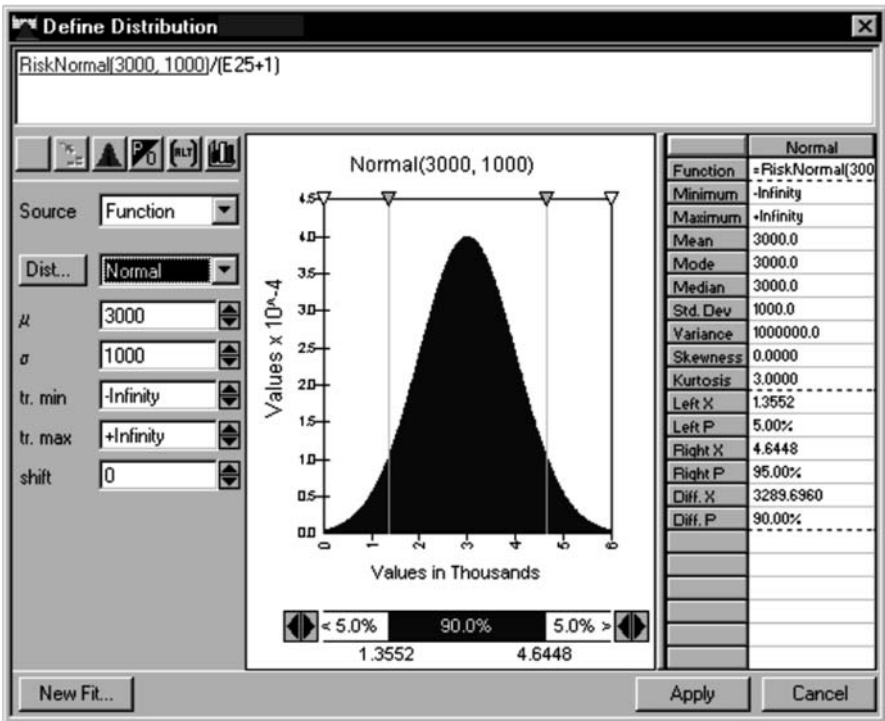 Define Distribution
RiskNormal(3000, 1000)/(E25+1)
Source Function
Dist... Normal
μ 3000
σ 1000
tr. min -Infinity
tr. max +Infinity
shift 0
Normal(3000, 1000)
Values x 10^-4
4.5
4.0
3.5
3.0
2.5
2.0
1.5
1.0
0.5
0.0
0 1 2 3 4 5 6
Values in Thousands
< 5.0% 90.0% 5.0% >
1.3552 4.6448
Normal
Function =RiskNormal(300
Minimum -Infinity
Maximum +Infinity
Mean 3000.0
Mode 3000.0
Median 3000.0
Std. Dev 1000.0
Variance 1000000.0
Skewness 0.0000
Kurtosis 3.0000
Left X 1.3552
Left P 5.00%
Right X 4.6448
Right P 95.00%
Diff. X 3289.6960
Diff. P 90.00%
New Fit... Apply Cancel